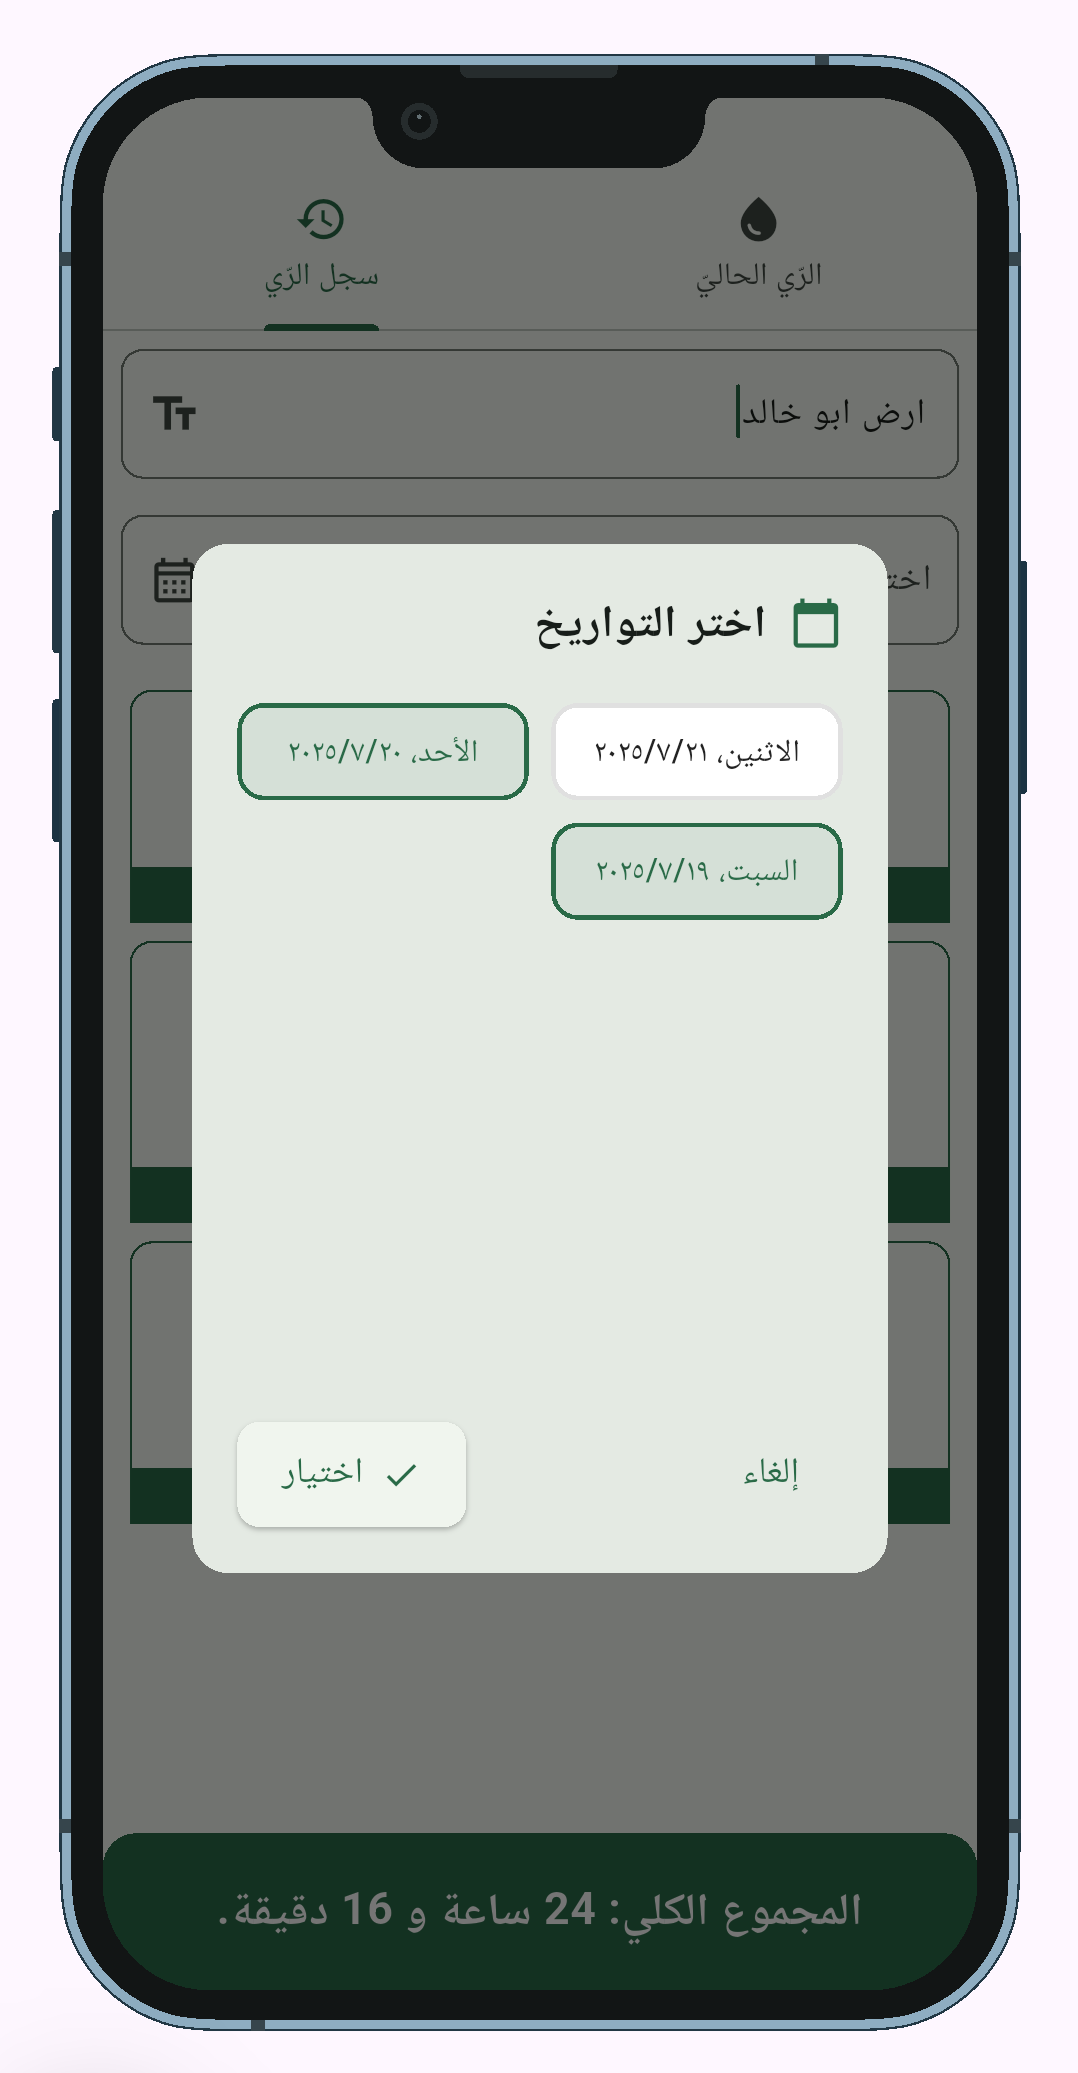 الرّي الحاليّ
سجل الرّي
ارض ابو خالد
اختر التواريخ
الاثنين، ٢٠٢٥/٧/٢١
الأحد، ٢٠٢٥/٧/٢٠
السبت، ٢٠٢٥/٧/١٩
إلغاء
اختيار
المجموع الكلي: 24 ساعة و 16 دقيقة.